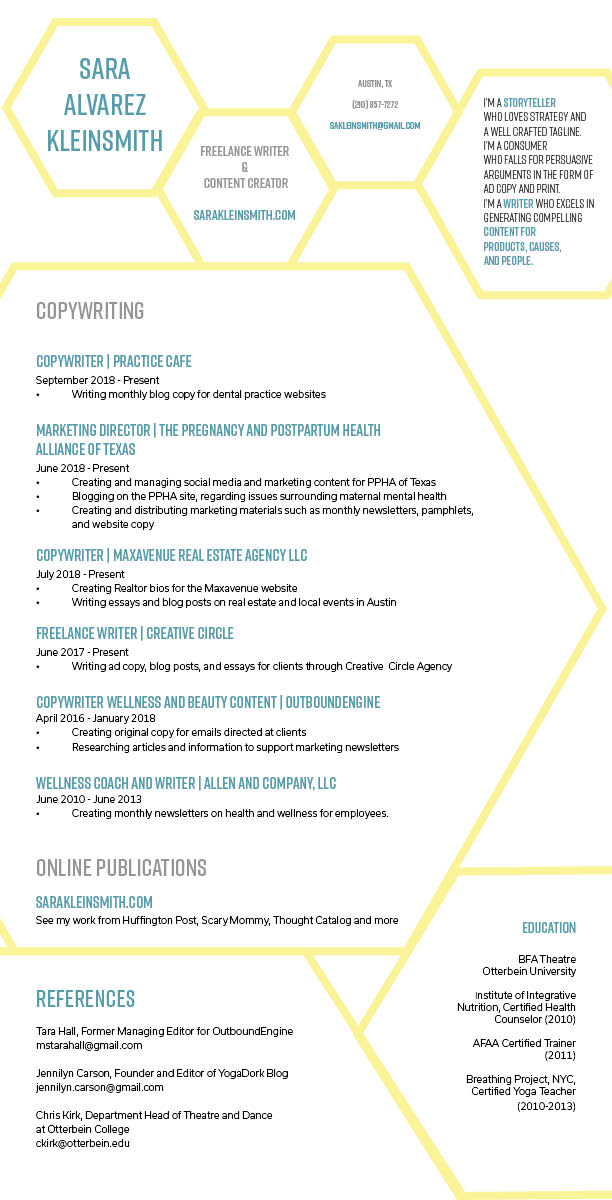 SARA
ALVAREZ
KLEINSMITH
FREELANCE WRITER
&
CONTENT CREATOR
SARAKLEINSMITH.COM
AUSTIN, TX
(210) 857-7272
SAKLEINSMITH@GMAIL.COM
I'M A STORYTELLER
WHO LOVES STRATEGY AND
A WELL CRAFTED TAGLINE.
I'M A CONSUMER
WHO FALLS FOR PERSUASIVE
ARGUMENTS IN THE FORM OF
AD COPY AND PRINT.
I'M A WRITER WHO EXCELS IN
GENERATING COMPELLING
CONTENT FOR
PRODUCTS, CAUSES,
AND PEOPLE.
COPYWRITING
COPYWRITER | PRACTICE CAFE
September 2018 - Present
• Writing monthly blog copy for dental practice websites
MARKETING DIRECTOR | THE PREGNANCY AND POSTPARTUM HEALTH
ALLIANCE OF TEXAS
June 2018 - Present
• Creating and managing social media and marketing content for PPHA of Texas
• Blogging on the PPHA site, regarding issues surrounding maternal mental health
• Creating and distributing marketing materials such as monthly newsletters, pamphlets,
and website copy
COPYWRITER | MAXAVENUE REAL ESTATE AGENCY LLC
July 2018 - Present
• Creating Realtor bios for the Maxavenue website
• Writing essays and blog posts on real estate and local events in Austin
FREELANCE WRITER | CREATIVE CIRCLE
June 2017 - Present
• Writing ad copy, blog posts, and essays for clients through Creative Circle Agency
COPYWRITER WELLNESS AND BEAUTY CONTENT | OUTBOUNDENGINE
April 2016 - January 2018
• Creating original copy for emails directed at clients
• Researching articles and information to support marketing newsletters
WELLNESS COACH AND WRITER | ALLEN AND COMPANY, LLC
June 2010 - June 2013
• Creating monthly newsletters on health and wellness for employees.
ONLINE PUBLICATIONS
SARAKLEINSMITH.COM
See my work from Huffington Post, Scary Mommy, Thought Catalog and more
REFERENCES
Tara Hall, Former Managing Editor for OutboundEngine
mstarahall@gmail.com
Jennilyn Carson, Founder and Editor of YogaDork Blog
jennilyn.carson@gmail.com
Chris Kirk, Department Head of Theatre and Dance
at Otterbein College
ckirk@otterbein.edu
EDUCATION
BFA Theatre
Otterbein University
Institute of Integrative
Nutrition, Certified Health
Counselor (2010)
AFAA Certified Trainer
(2011)
Breathing Project, NYC,
Certified Yoga Teacher
(2010-2013)